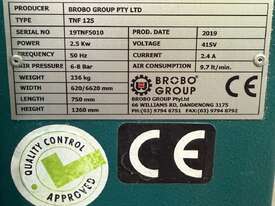 PRODUCER BROBO GROUP PTY LTD
TYPE TNF 125
SERIAL NO 19TNF5010 PROD. DATE 2019
POWER 2.5 Kw VOLTAGE 415V
FREQUENCY 50 Hz CURRENT 2.4 A
AIR PRESSURE 6-8 Bar AIR CONSUMPTION 9.7 lt/min.
WEIGHT 236 kg
LENGTH 620/6620 mm
WIDTH 750 mm
HEIGHT 1260 mm
BROBO
GROUP
BROBO GROUP PtyLtd
66 WILLIAMS RD, DANDENONG 3175
PH:(03) 9794 8751 FAX:(03) 9794 8792
CE
QUALITY CONTROL
APPROVED
CE